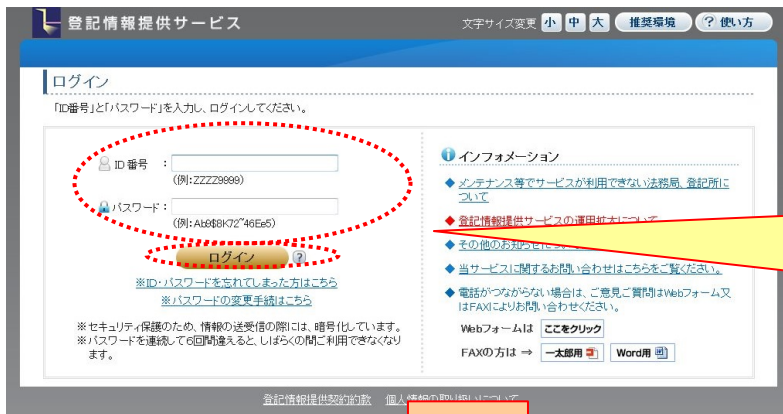 登記情報提供サービス
文字サイズ変更 小 中 大 推奨環境 ? 使い方
ログイン
「ID番号」と「パスワード」を入力し、ログインしてください。
ID番号 :
(例:ZZZZ9999)
パスワード:
(例:Ab9$8K72~46Ee5)
ログイン ?
※ID・パスワードを忘れてしまった方はこちら
※パスワードの変更手続はこちら
※セキュリティ保護のため、情報の送受信の際には、暗号化しています。
※パスワードを連続して6回間違えると、しばらくの間ご利用できなくなり
ます。
インフォメーション
メンテナンス等でサービスが利用できない法務局、登記所に
ついて
登記情報提供サービスの運用拡大について
その他のお知らせ
当サービスに関するお問い合わせはこちらをご覧ください。
電話がつながらない場合は、ご意見ご質問はWebフォーム又
はFAXによりお問い合わせください。
Webフォームは ここをクリック
FAXの方は ⇒ 一太郎用 Word用
登記情報提供契約約款 個人情報の取り扱いについて